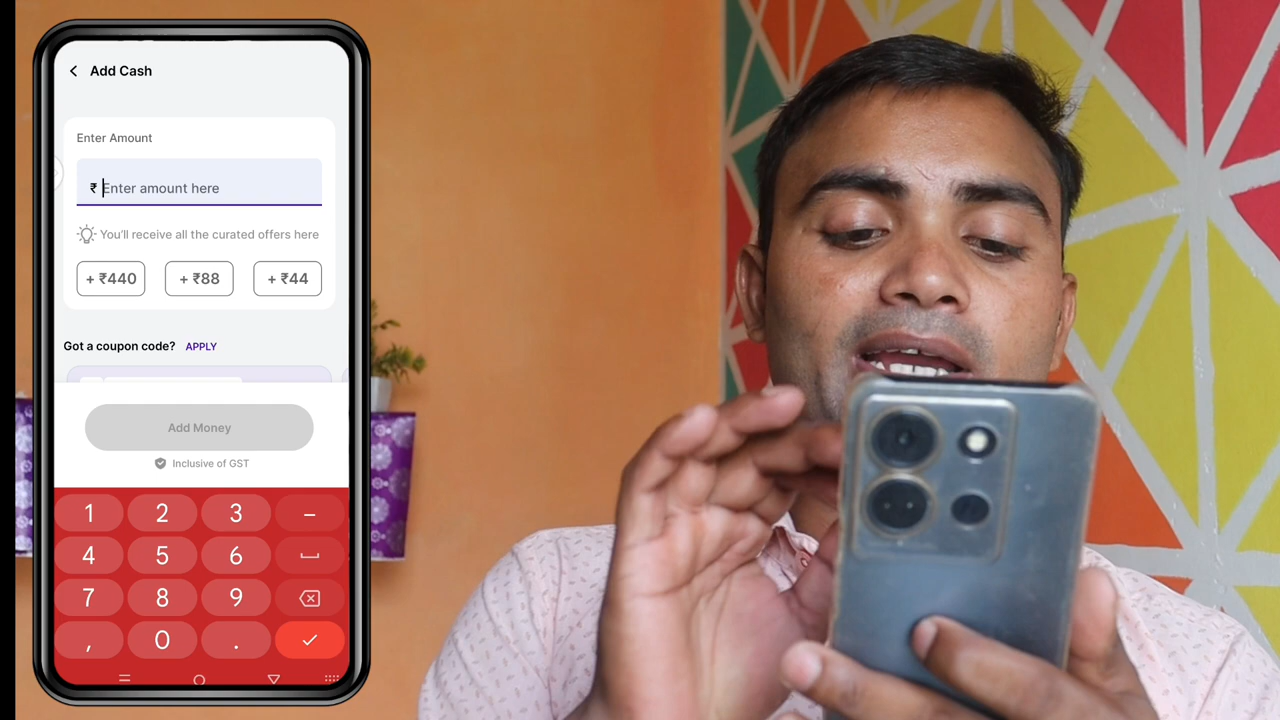 Add Cash
Enter Amount
₹ Enter amount here
You'll receive all the curated offers here
+ ₹440 + ₹88 + ₹44
Got a coupon code? APPLY
Add Money
Inclusive of GST
1 2 3 –
4 5 6
7 8 9
, 0 .